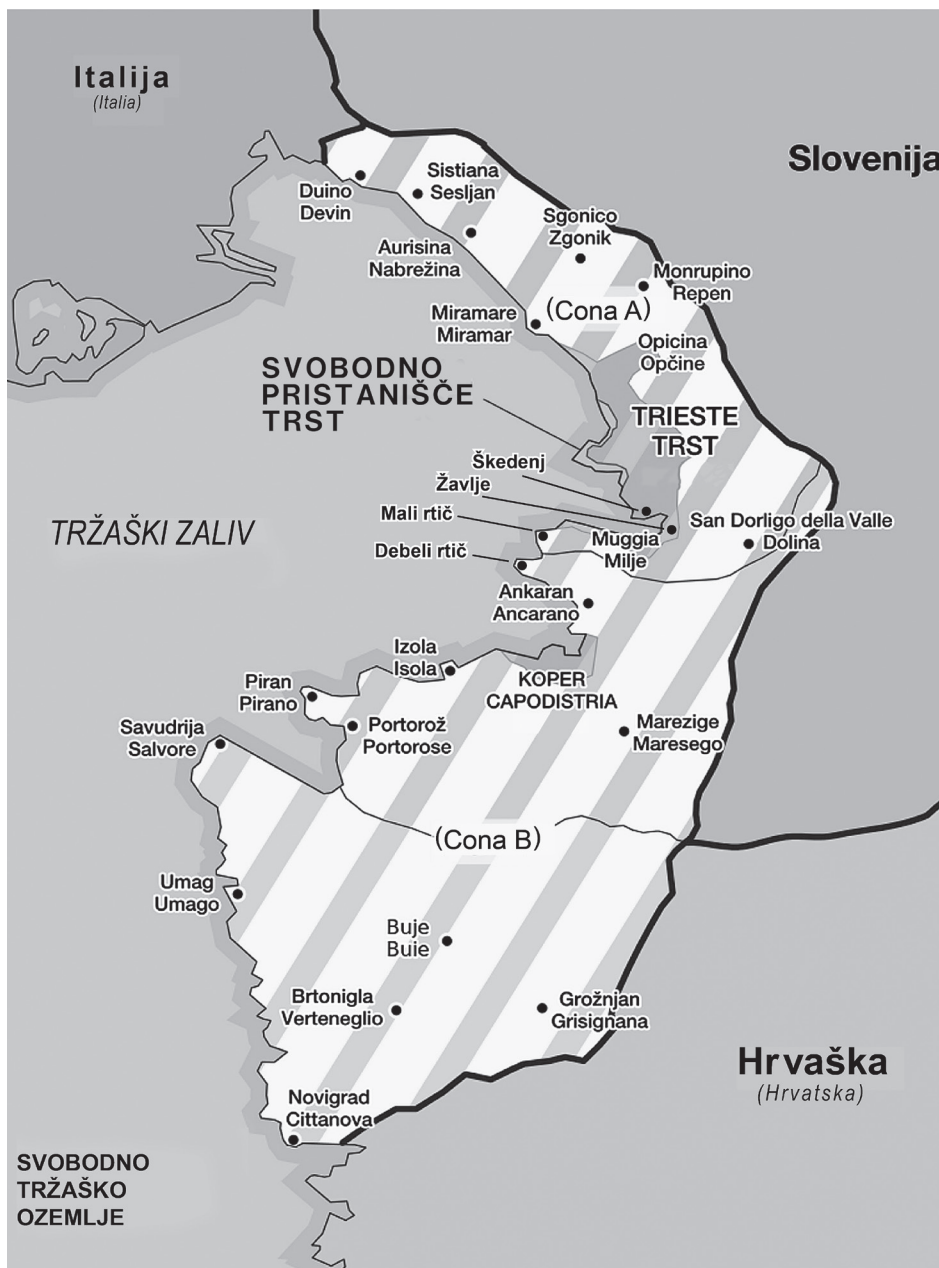 Italija
(Italia)
Slovenija
Duino
Devin
Sistiana
Sesljan
Aurisina
Nabrežina
Sgonico
Zgonik
Monrupino
Repen
Miramare
Miramar
(Cona A)
Opicina
Opčine
SVOBODNO
PRISTANIŠČE
TRST
TRIESTE
TRST
Škedenj
Žavlje
Mali rtič
Debeli rtič
TRŽAŠKI ZALIV
Muggia
Milje
San Dorligo della Valle
Dolina
Ankaran
Ancarano
Izola
Isola
KOPER
CAPODISTRIA
Piran
Pirano
Portorož
Portorose
Marezige
Maresego
Savudrija
Salvore
(Cona B)
Umag
Umago
Buje
Buie
Brtonigla
Verteneglio
Grožnjan
Grisignana
Hrvaška
(Hrvatska)
Novigrad
Cittanova
SVOBODNO
TRŽAŠKO
OZEMLJE